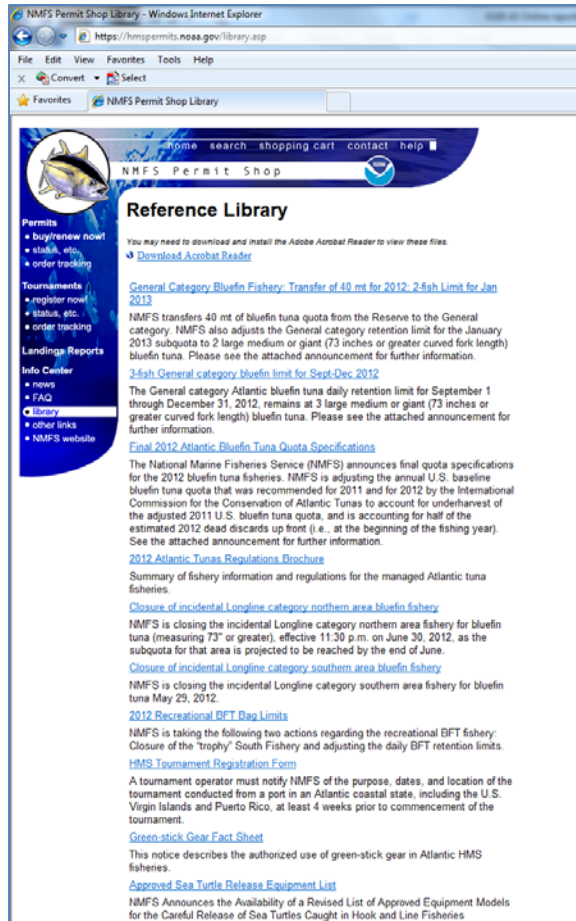 NMFS Permit Shop Library - Windows Internet Explorer
https://hmspermits.noaa.gov/library.asp
File Edit View Favorites Tools Help
x Convert Select
Favorites NMFS Permit Shop Library
home search shopping cart contact help
NMFS Permit Shop
Permits
• buy/renew now!
• status, etc.
• order tracking
Tournaments
• register now!
• status, etc.
• order tracking
Landings Reports
Info Center
• news
• FAQ
• library
• other links
• NMFS website
Reference Library
You may need to download and install the Adobe Acrobat Reader to view these files.
Download Acrobat Reader
General Category Bluefin Fishery: Transfer of 40 mt for 2012; 2-fish Limit for Jan
2013
NMFS transfers 40 mt of bluefin tuna quota from the Reserve to the General
category. NMFS also adjusts the General category retention limit for the January
2013 subquota to 2 large medium or giant (73 inches or greater curved fork length)
bluefin tuna. Please see the attached announcement for further information.
3-fish General category bluefin limit for Sept-Dec 2012
The General category Atlantic bluefin tuna daily retention limit for September 1
through December 31, 2012, remains at 3 large medium or giant (73 inches or
greater curved fork length) bluefin tuna. Please see the attached announcement for
further information.
Final 2012 Atlantic Bluefin Tuna Quota Specifications
The National Marine Fisheries Service (NMFS) announces final quota specifications
for the 2012 bluefin tuna fisheries. NMFS is adjusting the annual U.S. baseline
bluefin tuna quota that was recommended for 2011 and for 2012 by the International
Commission for the Conservation of Atlantic Tunas to account for underharvest of
the adjusted 2011 U.S. bluefin tuna quota, and is accounting for half of the
estimated 2012 dead discards up front (i.e., at the beginning of the fishing year).
See the attached announcement for further information.
2012 Atlantic Tunas Regulations Brochure
Summary of fishery information and regulations for the managed Atlantic tuna
fisheries.
Closure of incidental Longline category northern area bluefin fishery
NMFS is closing the incidental Longline category northern area fishery for bluefin
tuna (measuring 73" or greater), effective 11:30 p.m. on June 30, 2012, as the
subquota for that area is projected to be reached by the end of June.
Closure of incidental Longline category southern area bluefin fishery
NMFS is closing the incidental Longline category southern area fishery for bluefin
tuna May 29, 2012.
2012 Recreational BFT Bag Limits
NMFS is taking the following two actions regarding the recreational BFT fishery:
Closure of the "trophy" South Fishery and adjusting the daily BFT retention limits.
HMS Tournament Registration Form
A tournament operator must notify NMFS of the purpose, dates, and location of the
tournament conducted from a port in an Atlantic coastal state, including the U.S.
Virgin Islands and Puerto Rico, at least 4 weeks prior to commencement of the
tournament.
Green-stick Gear Fact Sheet
This notice describes the authorized use of green-stick gear in Atlantic HMS
fisheries.
Approved Sea Turtle Release Equipment List
NMFS Announces the Availability of a Revised List of Approved Equipment Models
for the Careful Release of Sea Turtles Caught in Hook and Line Fisheries